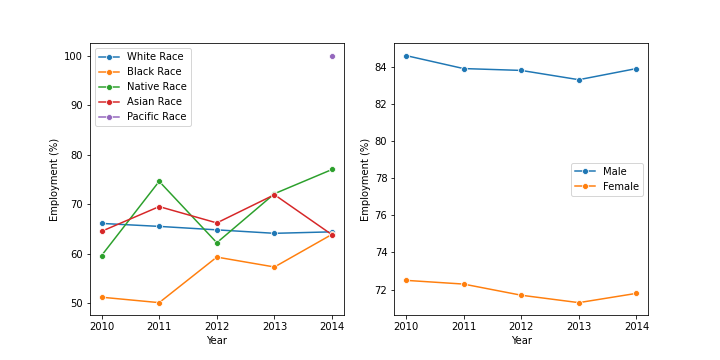 100
90
80
70
60
50
Employment (%)
White Race
Black Race
Native Race
Asian Race
Pacific Race
2010 2011 2012 2013 2014
Year
84
82
80
78
76
74
72
Employment (%)
Male
Female
2010 2011 2012 2013 2014
Year